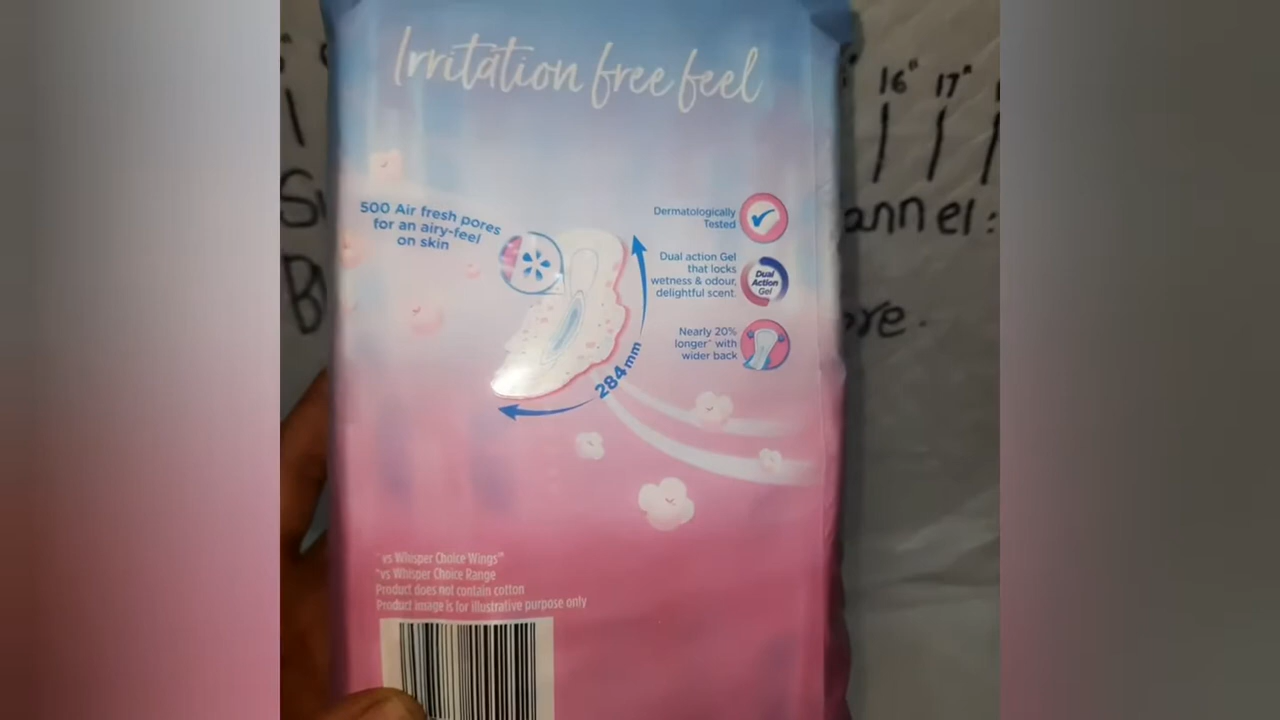 Irritation free feel
16" 17"
500 Air fresh pores
for an airy-feel
on skin
Dermatologically
Tested
Dual action Gel
that locks
wetness & odour,
delightful scent.
Dual
Action
Gel
Nearly 20%
longer^ with
wider back
284mm
annel:
vs Whisper Choice Wings
vs Whisper Choice Range
Product does not contain cotton
Product image is for illustrative purpose only